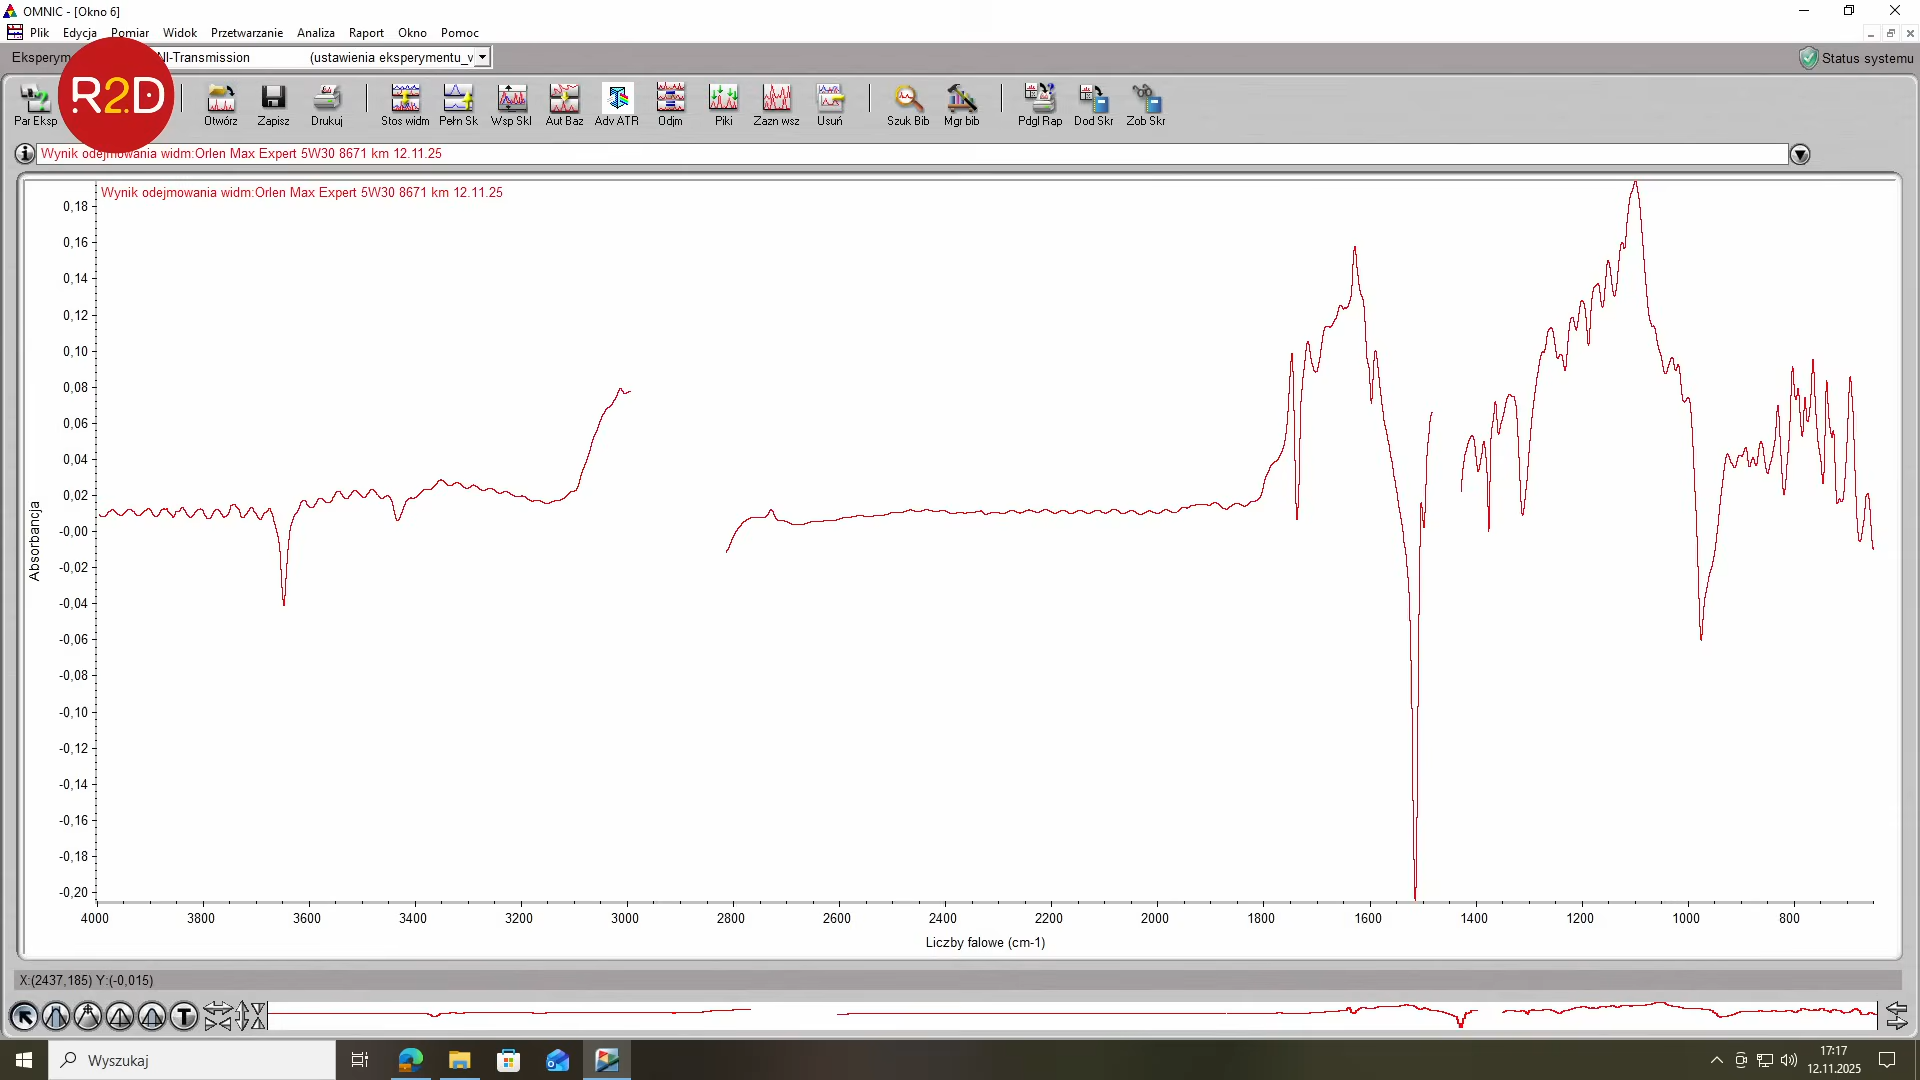 OMNIC - [Okno 6]
Plik Edycja Pomiar Widok Przetwarzanie Analiza Raport Okno Pomoc
Eksperym NI-Transmission (ustawienia eksperymentu_v Status systemu
R2D
Par Eksp Otwórz Zapisz Drukuj Stos widm Pełn Sk Wsp Skl Aut Baz Adv ATR Odjm Piki Zazn wsz Usuń Szuk Bib Mgr bib Pdgl Rap Dod Skr Zob Skr
Wynik odejmowania widm:Orlen Max Expert 5W30 8671 km 12.11.25
Wynik odejmowania widm:Orlen Max Expert 5W30 8671 km 12.11.25
0,18
0,16
0,14
0,12
0,10
0,08
0,06
0,04
0,02
-0,00
-0,02
-0,04
-0,06
-0,08
-0,10
-0,12
-0,14
-0,16
-0,18
-0,20
Absorbancja
4000 3800 3600 3400 3200 3000 2800 2600 2400 2200 2000 1800 1600 1400 1200 1000 800
Liczby falowe (cm-1)
X:(2437,185) Y:(-0,015)
T
Wyszukaj
17:17
12.11.2025